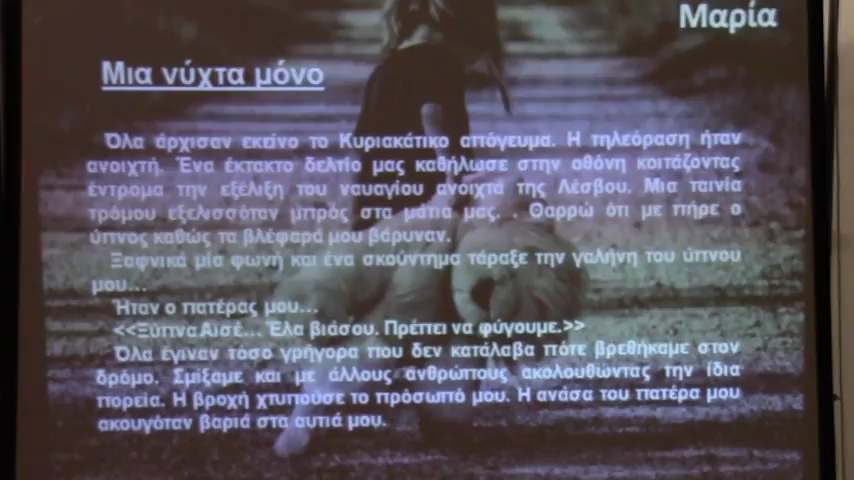 Μαρία
Μια νύχτα μόνο
Όλα άρχισαν εκείνο το Κυριακάτικο απόγευμα. Η τηλεόραση ήταν
ανοιχτή. Ένα έκτακτο δελτίο μας καθήλωσε στην οθόνη κοιτάζοντας
έντρομα την εξέλιξη του ναυαγίου ανοιχτά της Λέσβου. Μια ταινία
τρόμου εξελισσόταν μπρος στα μάτια μας. . Θαρρώ ότι με πήρε ο
ύπνος καθώς τα βλέφαρά μου βάρυναν.
Ξαφνικά μία φωνή και ένα σκούντημα τάραξε την γαλήνη του ύπνου
μου...
Ήταν ο πατέρας μου...
<<Ξύπνα Αισέ... Έλα βιάσου. Πρέπει να φύγουμε.>>
Όλα έγιναν τόσο γρήγορα που δεν κατάλαβα πότε βρεθήκαμε στον
δρόμο. Σμίξαμε και με άλλους ανθρώπους ακολουθώντας την ίδια
πορεία. Η βροχή χτυπούσε το πρόσωπό μου. Η ανάσα του πατέρα μου
ακουγόταν βαριά στα αυτιά μου.